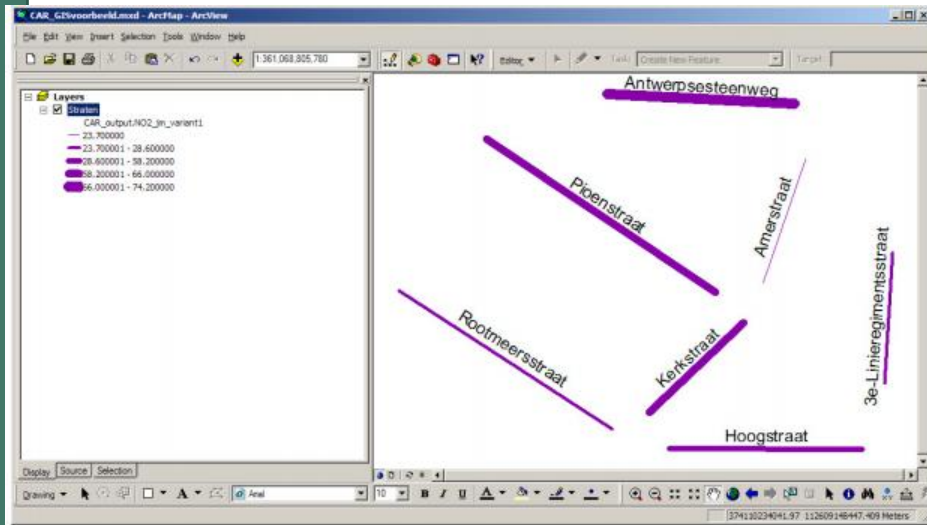 CAR_GISvoorbeeld.mxd - ArcMap - ArcView
File Edit View Insert Selection Tools Window Help
1:361,068,805,780 Editor Task: Create New Feature Target:
Layers
Straten
CAR_output.NO2_jm_variant1
23.700000
23.700001 - 28.600000
28.600001 - 58.200000
58.200001 - 66.000000
66.000001 - 74.200000
Antwerpsesteenweg
Pioenstraat
Amerstraat
3e-Linieregimentsstraat
Rootmeersstraat
Kerkstraat
Hoogstraat
Display Source Selection
Drawing A Arial 10 B I U A
374110234041.97 112609148447.409 Meters